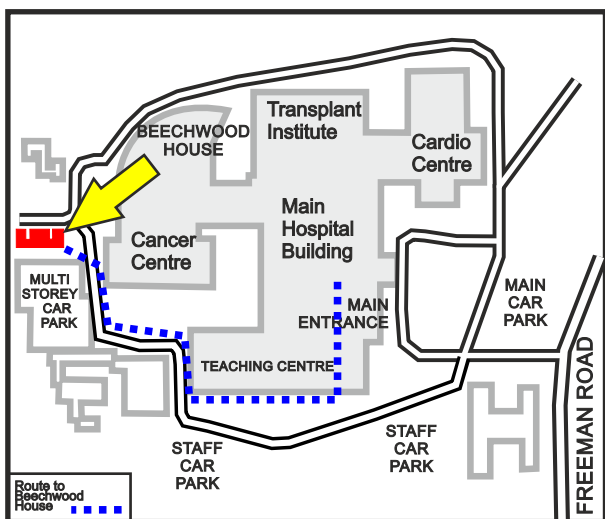 Transplant
Institute
BEECHWOOD
HOUSE
Cardio
Centre
Main
Hospital
Building
Cancer
Centre
MULTI
STOREY
CAR
PARK
MAIN
ENTRANCE
MAIN
CAR
PARK
TEACHING CENTRE
STAFF
CAR
PARK
STAFF
CAR
PARK
FREEMAN ROAD
Route to
Beechwood
House